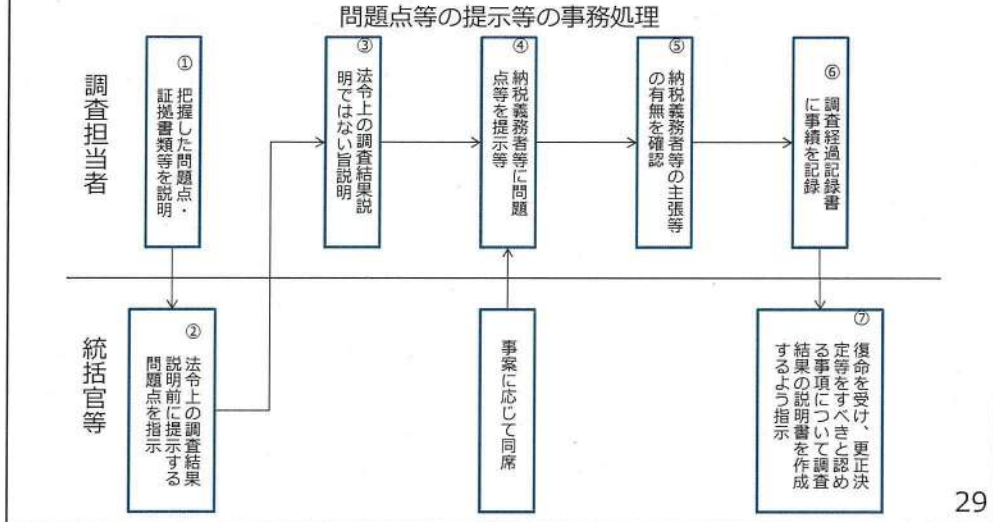 問題点等の提示等の事務処理
調査担当者
①
把握した問題点・
証拠書類等を説明
③
法令上の調査結果説
明ではない旨説明
④
納税義務者等に問題
点等を提示等
⑤
納税義務者等の主張等
の有無を確認
⑥
調査経過記録書
に事績を記録
統括官等
②
法令上の調査結果
説明前に提示する
問題点を指示
事案に応じて同席
⑦
復命を受け、更正決
定等をすべきと認め
る事項について調査
結果の説明書を作成
するよう指示
29